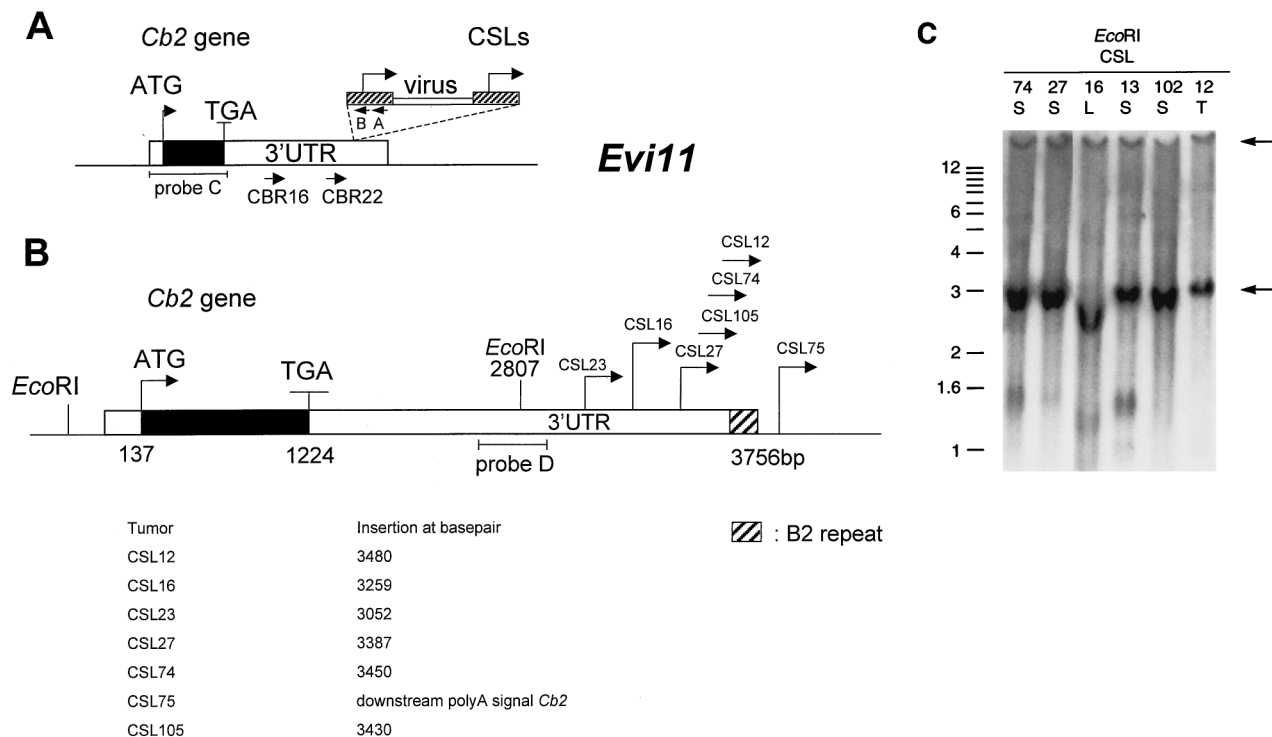 A
Cb2 gene
CSLs
ATG
TGA
virus
B A
3'UTR
probe C
CBR16 CBR22
Evi11
B
Cb2 gene
EcoRI
ATG
TGA
EcoRI
2807
CSL23
CSL16
CSL27
CSL105
CSL74
CSL12
CSL75
3'UTR
137
1224
probe D
3756bp
Tumor Insertion at basepair
CSL12 3480
CSL16 3259
CSL23 3052
CSL27 3387
CSL74 3450
CSL75 downstream polyA signal Cb2
CSL105 3430
: B2 repeat
C
EcoRI
CSL
74 27 16 13 102 12
S S L S S T
12
6
4
3
2
1.6
1